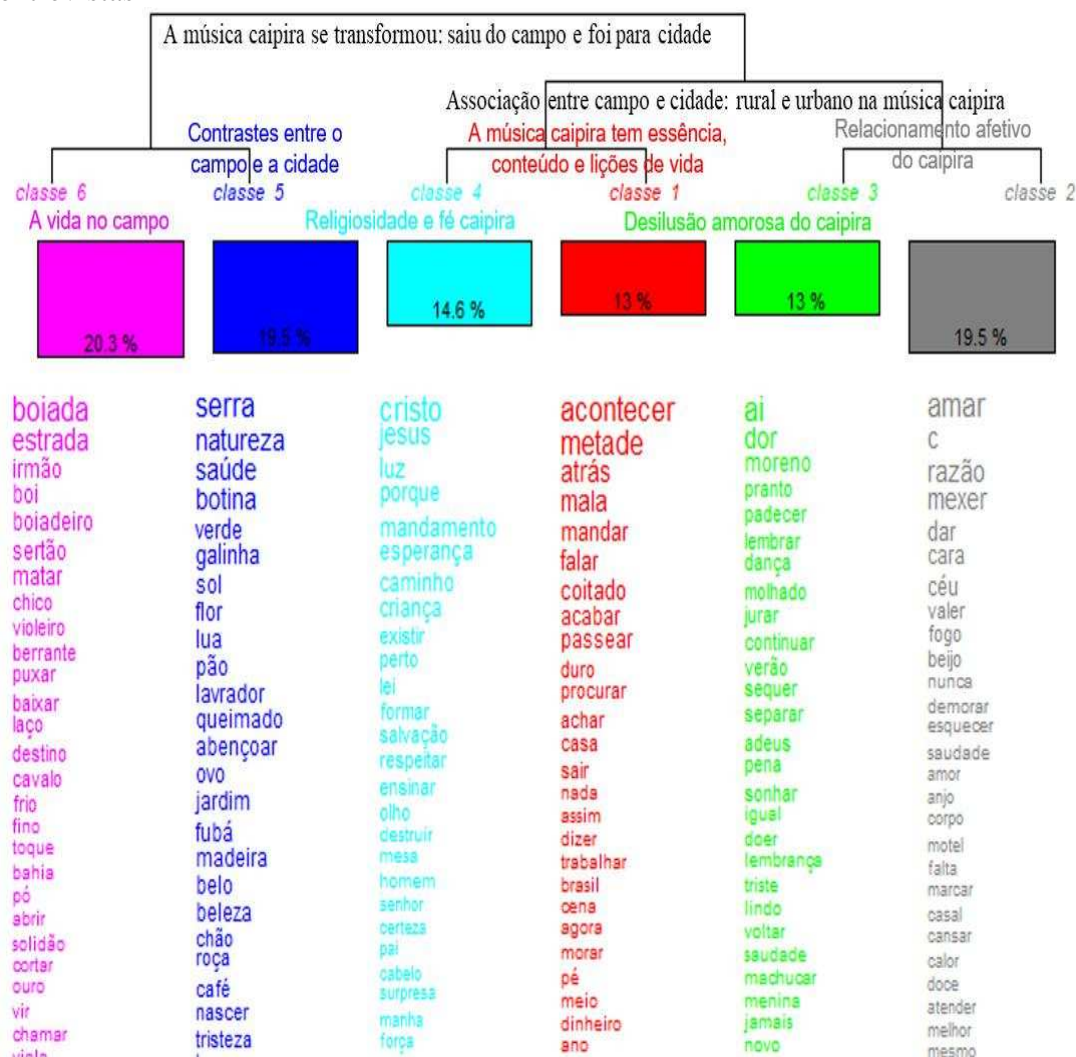 A música caipira se transformou: saiu do campo e foi para cidade
Associação entre campo e cidade: rural e urbano na música caipira
Contrastes entre o
campo e a cidade
A música caipira tem essência,
conteúdo e lições de vida
Relacionamento afetivo
do caipira
classe 6
classe 5
classe 4
classe 1
classe 3
classe 2
A vida no campo
Religiosidade e fé caipira
Desilusão amorosa do caipira
20.3 %
19.5 %
14.6 %
13 %
13 %
19.5 %
boiada
estrada
irmão
boi
boiadeiro
sertão
matar
chico
violeiro
berrante
puxar
baixar
laço
destino
cavalo
frio
fino
toque
bahia
pó
abrir
solidão
cortar
ouro
vir
chamar
serra
natureza
saúde
botina
verde
galinha
sol
flor
lua
pão
lavrador
queimado
abençoar
ovo
jardim
fubá
madeira
belo
beleza
chão
roça
café
nascer
tristeza
cristo
jesus
luz
porque
mandamento
esperança
caminho
criança
existir
perto
lei
formar
salvação
respeitar
ensinar
olho
destruir
mesa
homem
senhor
certeza
pai
cabelo
surpresa
manha
força
acontecer
metade
atrás
mala
mandar
falar
coitado
acabar
passear
duro
procurar
achar
casa
sair
nada
assim
dizer
trabalhar
brasil
cena
agora
morar
pé
meio
dinheiro
ano
ai
dor
moreno
pranto
padecer
lembrar
dança
molhado
jurar
continuar
verão
sequer
separar
adeus
pena
sonhar
igual
doer
lembrança
triste
lindo
voltar
saudade
machucar
menina
jamais
novo
amar
c
razão
mexer
dar
cara
céu
valer
fogo
beijo
nunca
demorar
esquecer
saudade
amor
anjo
corpo
motel
falta
marcar
casal
cansar
calor
doce
atender
melhor
mesmo